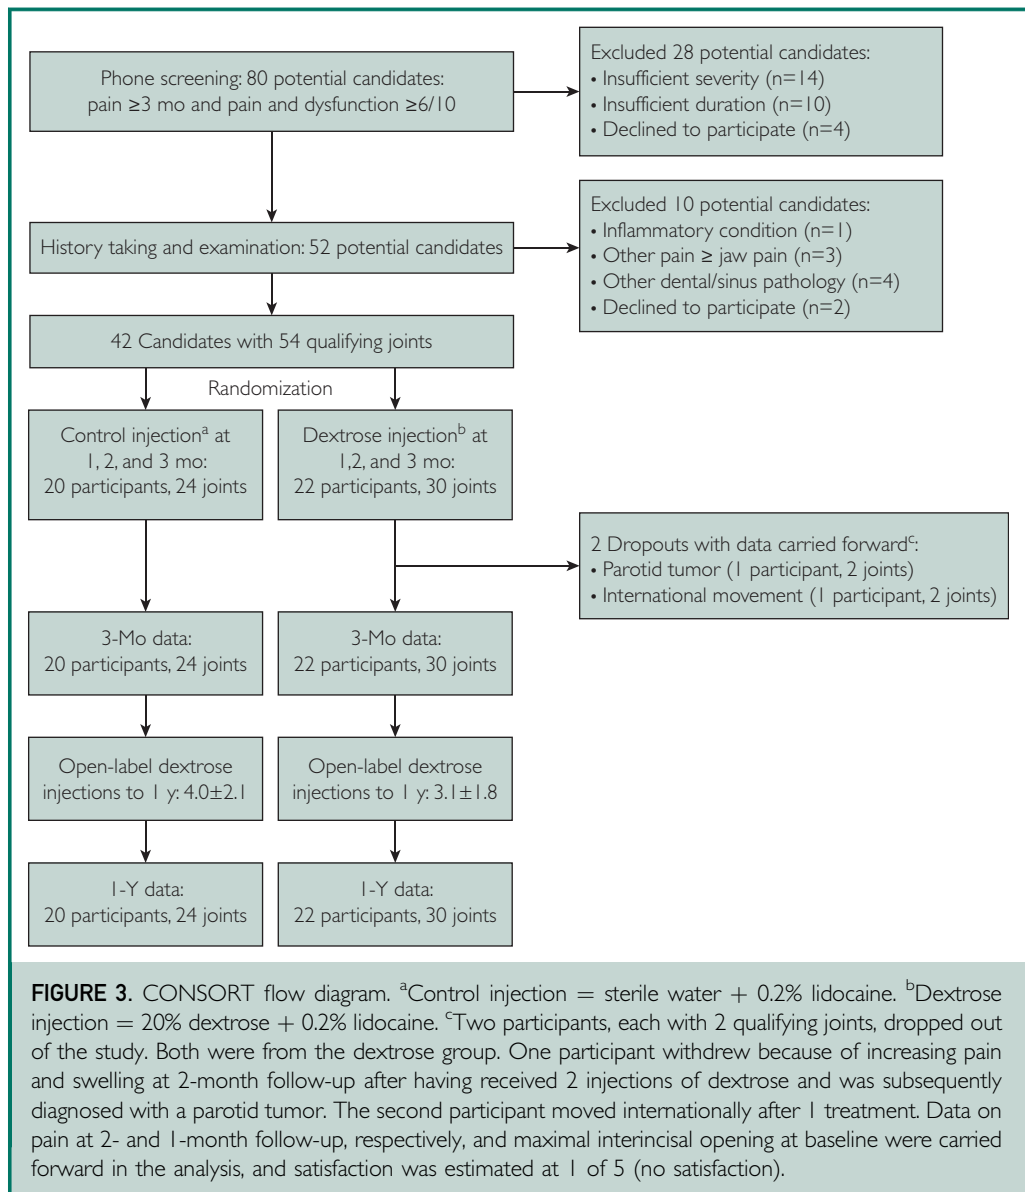 Phone screening: 80 potential candidates:
pain ≥3 mo and pain and dysfunction ≥6/10
Excluded 28 potential candidates:
• Insufficient severity (n=14)
• Insufficient duration (n=10)
• Declined to participate (n=4)
History taking and examination: 52 potential candidates
Excluded 10 potential candidates:
• Inflammatory condition (n=1)
• Other pain ≥ jaw pain (n=3)
• Other dental/sinus pathology (n=4)
• Declined to participate (n=2)
42 Candidates with 54 qualifying joints
Randomization
Control injectionᵃ at
1, 2, and 3 mo:
20 participants, 24 joints
Dextrose injectionᵇ at
1,2, and 3 mo:
22 participants, 30 joints
2 Dropouts with data carried forwardᶜ:
• Parotid tumor (1 participant, 2 joints)
• International movement (1 participant, 2 joints)
3-Mo data:
20 participants, 24 joints
3-Mo data:
22 participants, 30 joints
Open-label dextrose
injections to 1 y: 4.0±2.1
Open-label dextrose
injections to 1 y: 3.1±1.8
1-Y data:
20 participants, 24 joints
1-Y data:
22 participants, 30 joints
FIGURE 3. CONSORT flow diagram. ᵃControl injection = sterile water + 0.2% lidocaine. ᵇDextrose
injection = 20% dextrose + 0.2% lidocaine. ᶜTwo participants, each with 2 qualifying joints, dropped out
of the study. Both were from the dextrose group. One participant withdrew because of increasing pain
and swelling at 2-month follow-up after having received 2 injections of dextrose and was subsequently
diagnosed with a parotid tumor. The second participant moved internationally after 1 treatment. Data on
pain at 2- and 1-month follow-up, respectively, and maximal interincisal opening at baseline were carried
forward in the analysis, and satisfaction was estimated at 1 of 5 (no satisfaction).